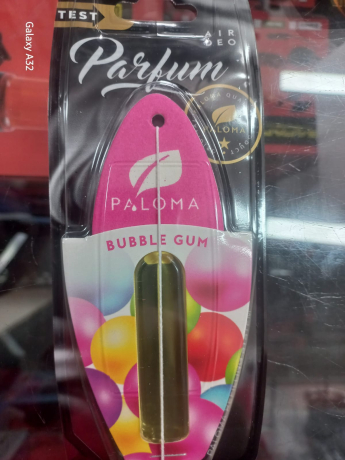 TEST
AIR
DEO
Parfum
PALOMA
PALOMA
BUBBLE GUM
Galaxy A32